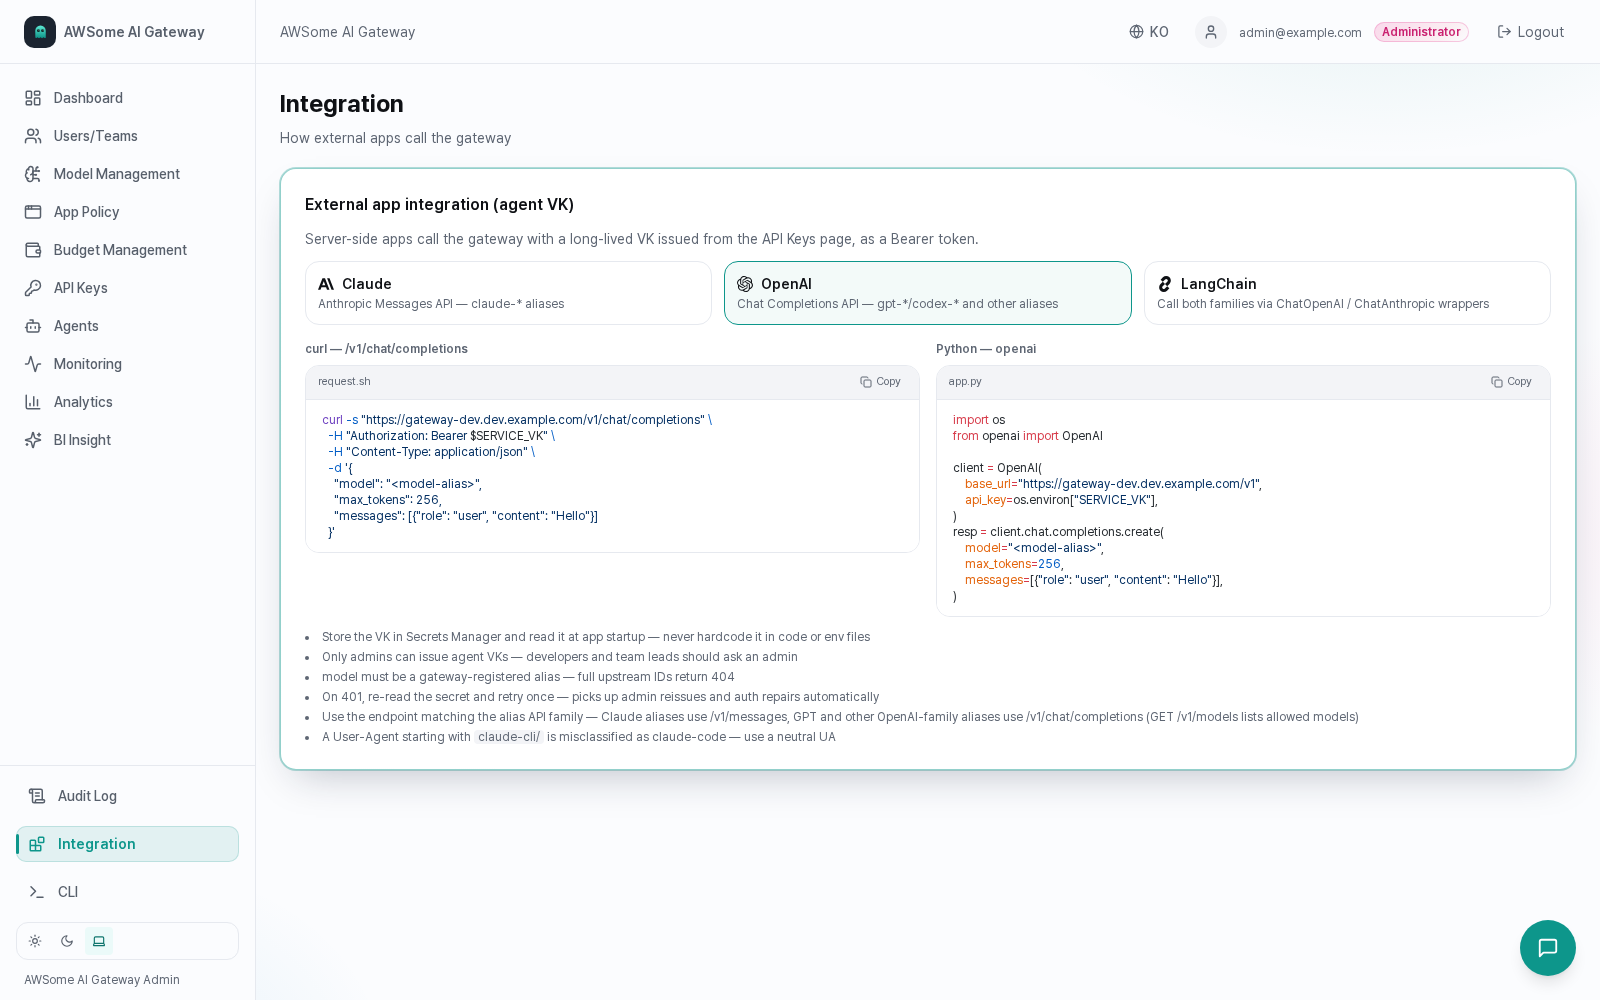 AWSome AI Gateway
AWSome AI Gateway
KO
admin@example.com
Administrator
Logout
Dashboard
Users/Teams
Model Management
App Policy
Budget Management
API Keys
Agents
Monitoring
Analytics
BI Insight
Audit Log
Integration
CLI
AWSome AI Gateway Admin
Integration
How external apps call the gateway
External app integration (agent VK)
Server-side apps call the gateway with a long-lived VK issued from the API Keys page, as a Bearer token.
Claude
Anthropic Messages API — claude-* aliases
OpenAI
Chat Completions API — gpt-*/codex-* and other aliases
LangChain
Call both families via ChatOpenAI / ChatAnthropic wrappers
curl — /v1/chat/completions
request.sh
Copy
curl -s "https://gateway-dev.dev.example.com/v1/chat/completions" \
  -H "Authorization: Bearer $SERVICE_VK" \
  -H "Content-Type: application/json" \
  -d '{
    "model": "<model-alias>",
    "max_tokens": 256,
    "messages": [{"role": "user", "content": "Hello"}]
  }'
Python — openai
app.py
Copy
import os
from openai import OpenAI
client = OpenAI(
    base_url="https://gateway-dev.dev.example.com/v1",
    api_key=os.environ["SERVICE_VK"],
)
resp = client.chat.completions.create(
    model="<model-alias>",
    max_tokens=256,
    messages=[{"role": "user", "content": "Hello"}],
)
• Store the VK in Secrets Manager and read it at app startup — never hardcode it in code or env files
• Only admins can issue agent VKs — developers and team leads should ask an admin
• model must be a gateway-registered alias — full upstream IDs return 404
• On 401, re-read the secret and retry once — picks up admin reissues and auth repairs automatically
• Use the endpoint matching the alias API family — Claude aliases use /v1/messages, GPT and other OpenAI-family aliases use /v1/chat/completions (GET /v1/models lists allowed models)
• A User-Agent starting with claude-cli/ is misclassified as claude-code — use a neutral UA